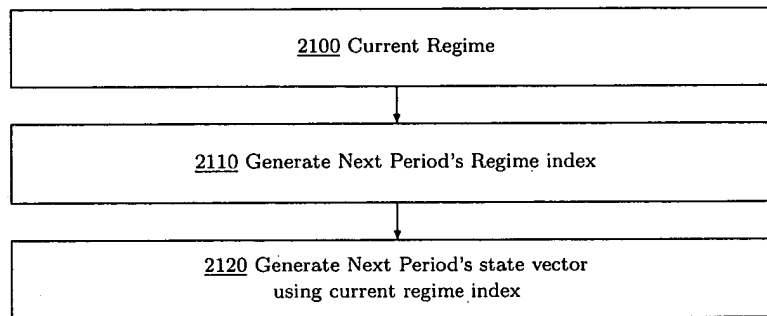 2100 Current Regime
2110 Generate Next Period's Regime index
2120 Generate Next Period's state vector
using current regime index